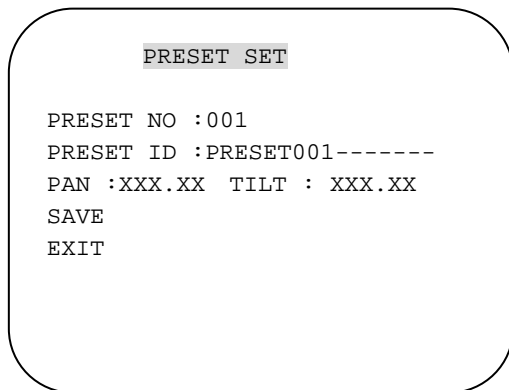 PRESET SET
PRESET NO :001
PRESET ID :PRESET001-------
PAN :XXX.XX TILT : XXX.XX
SAVE
EXIT